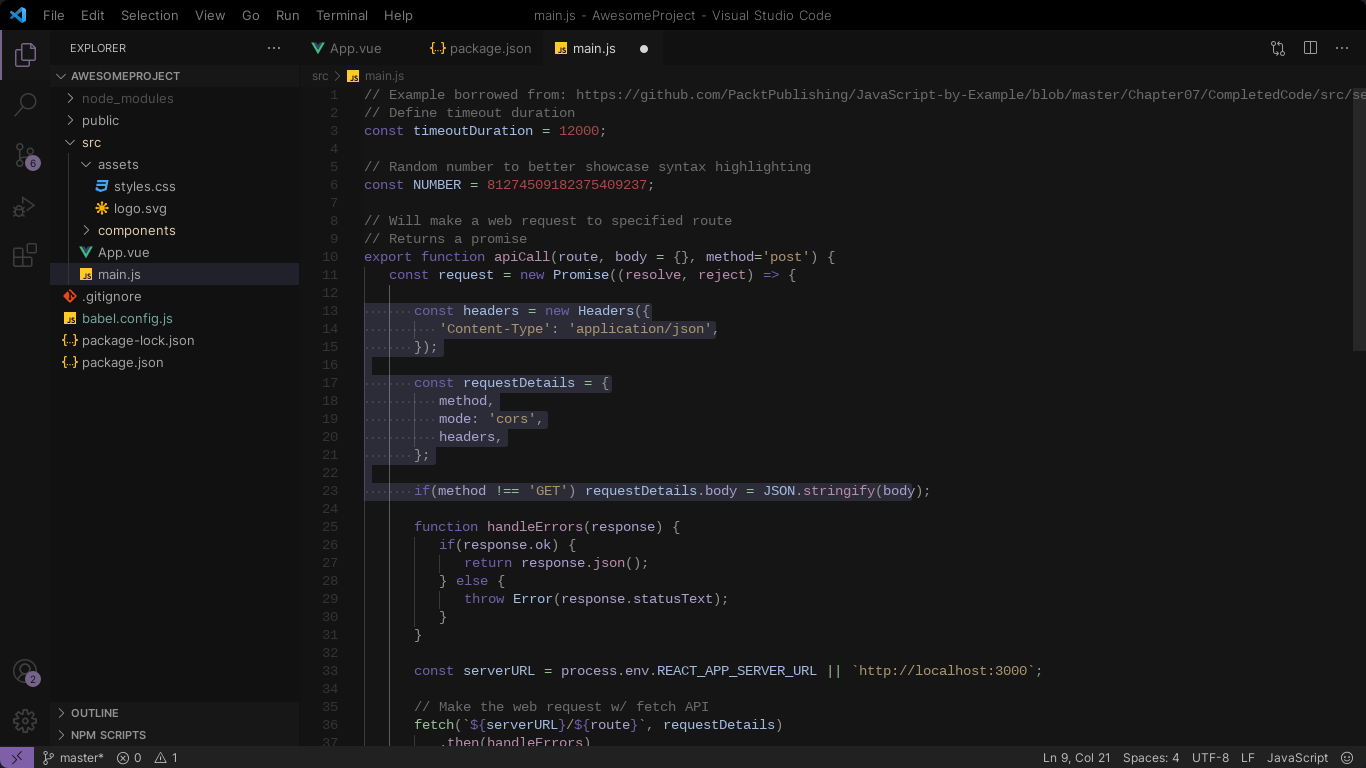 File Edit Selection View Go Run Terminal Help
main.js - AwesomeProject - Visual Studio Code
EXPLORER
AWESOMEPROJECT
node_modules
public
src
assets
styles.css
logo.svg
components
App.vue
main.js
.gitignore
babel.config.js
package-lock.json
package.json
OUTLINE
NPM SCRIPTS
6
2
App.vue
package.json
main.js
src > main.js
1 // Example borrowed from: https://github.com/PacktPublishing/JavaScript-by-Example/blob/master/Chapter07/CompletedCode/src/se
2 // Define timeout duration
3 const timeoutDuration = 12000;
4
5 // Random number to better showcase syntax highlighting
6 const NUMBER = 81274509182375409237;
7
8 // Will make a web request to specified route
9 // Returns a promise
10 export function apiCall(route, body = {}, method='post') {
11 const request = new Promise((resolve, reject) => {
12
13 const headers = new Headers({
14 'Content-Type': 'application/json',
15 });
16
17 const requestDetails = {
18 method,
19 mode: 'cors',
20 headers,
21 };
22
23 if(method !== 'GET') requestDetails.body = JSON.stringify(body);
24
25 function handleErrors(response) {
26 if(response.ok) {
27 return response.json();
28 } else {
29 throw Error(response.statusText);
30 }
31 }
32
33 const serverURL = process.env.REACT_APP_SERVER_URL || `http://localhost:3000`;
34
35 // Make the web request w/ fetch API
36 fetch(`${serverURL}/${route}`, requestDetails)
37 .then(handleErrors)
master* 0 1
Ln 9, Col 21 Spaces: 4 UTF-8 LF JavaScript